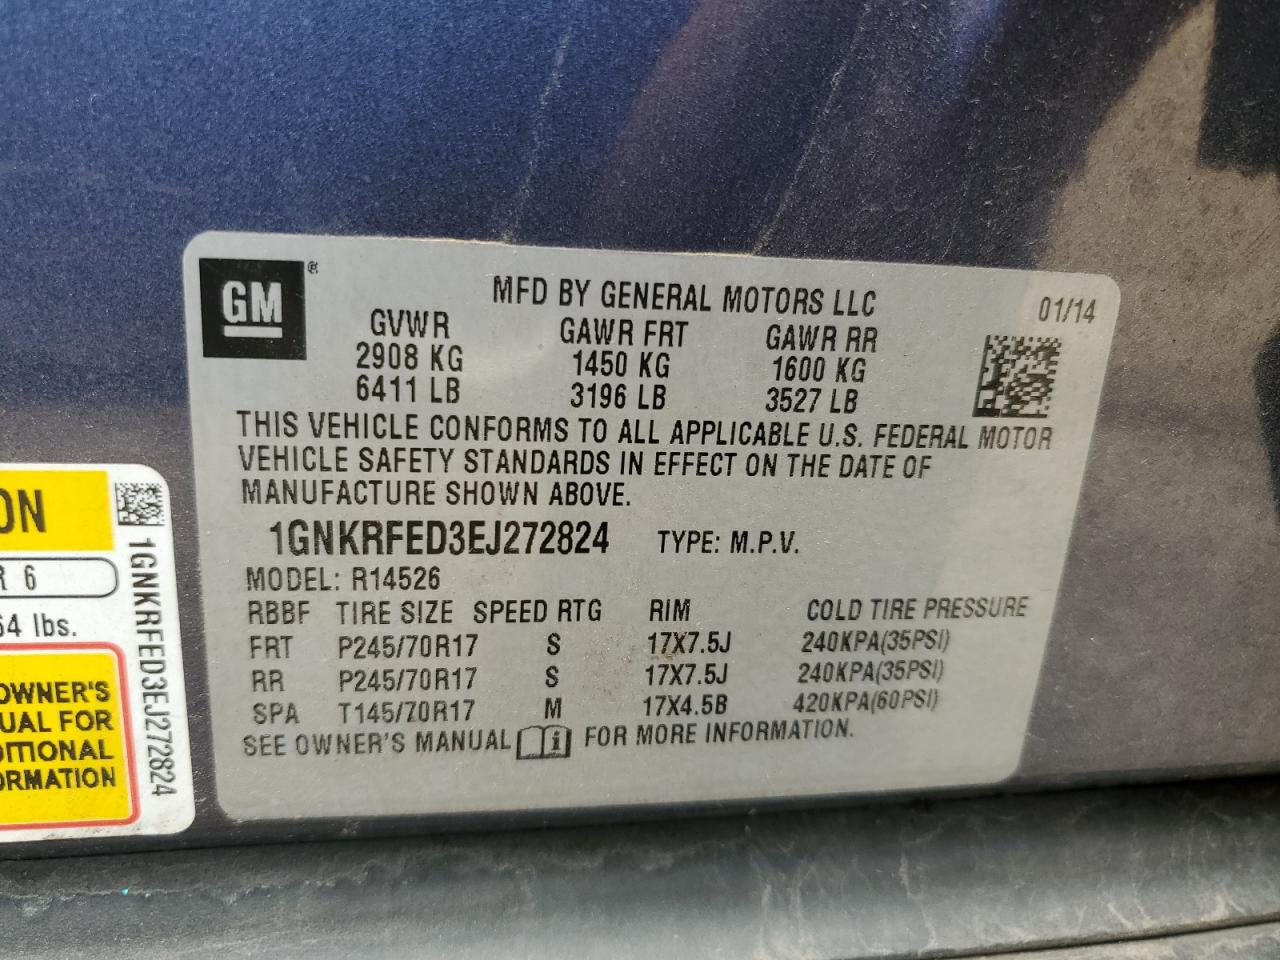 GM
®
MFD BY GENERAL MOTORS LLC
01/14
GVWR GAWR FRT GAWR RR
2908 KG 1450 KG 1600 KG
6411 LB 3196 LB 3527 LB
THIS VEHICLE CONFORMS TO ALL APPLICABLE U.S. FEDERAL MOTOR
VEHICLE SAFETY STANDARDS IN EFFECT ON THE DATE OF
MANUFACTURE SHOWN ABOVE.
1GNKRFED3EJ272824 TYPE: M.P.V.
MODEL: R14526
RBBF TIRE SIZE SPEED RTG RIM COLD TIRE PRESSURE
FRT P245/70R17 S 17X7.5J 240KPA(35PSI)
RR P245/70R17 S 17X7.5J 240KPA(35PSI)
SPA T145/70R17 M 17X4.5B 420KPA(60PSI)
SEE OWNER'S MANUAL i FOR MORE INFORMATION.
ON
R 6
64 lbs.
OWNER'S
UAL FOR
DITIONAL
ORMATION
1GNKRFED3EJ272824